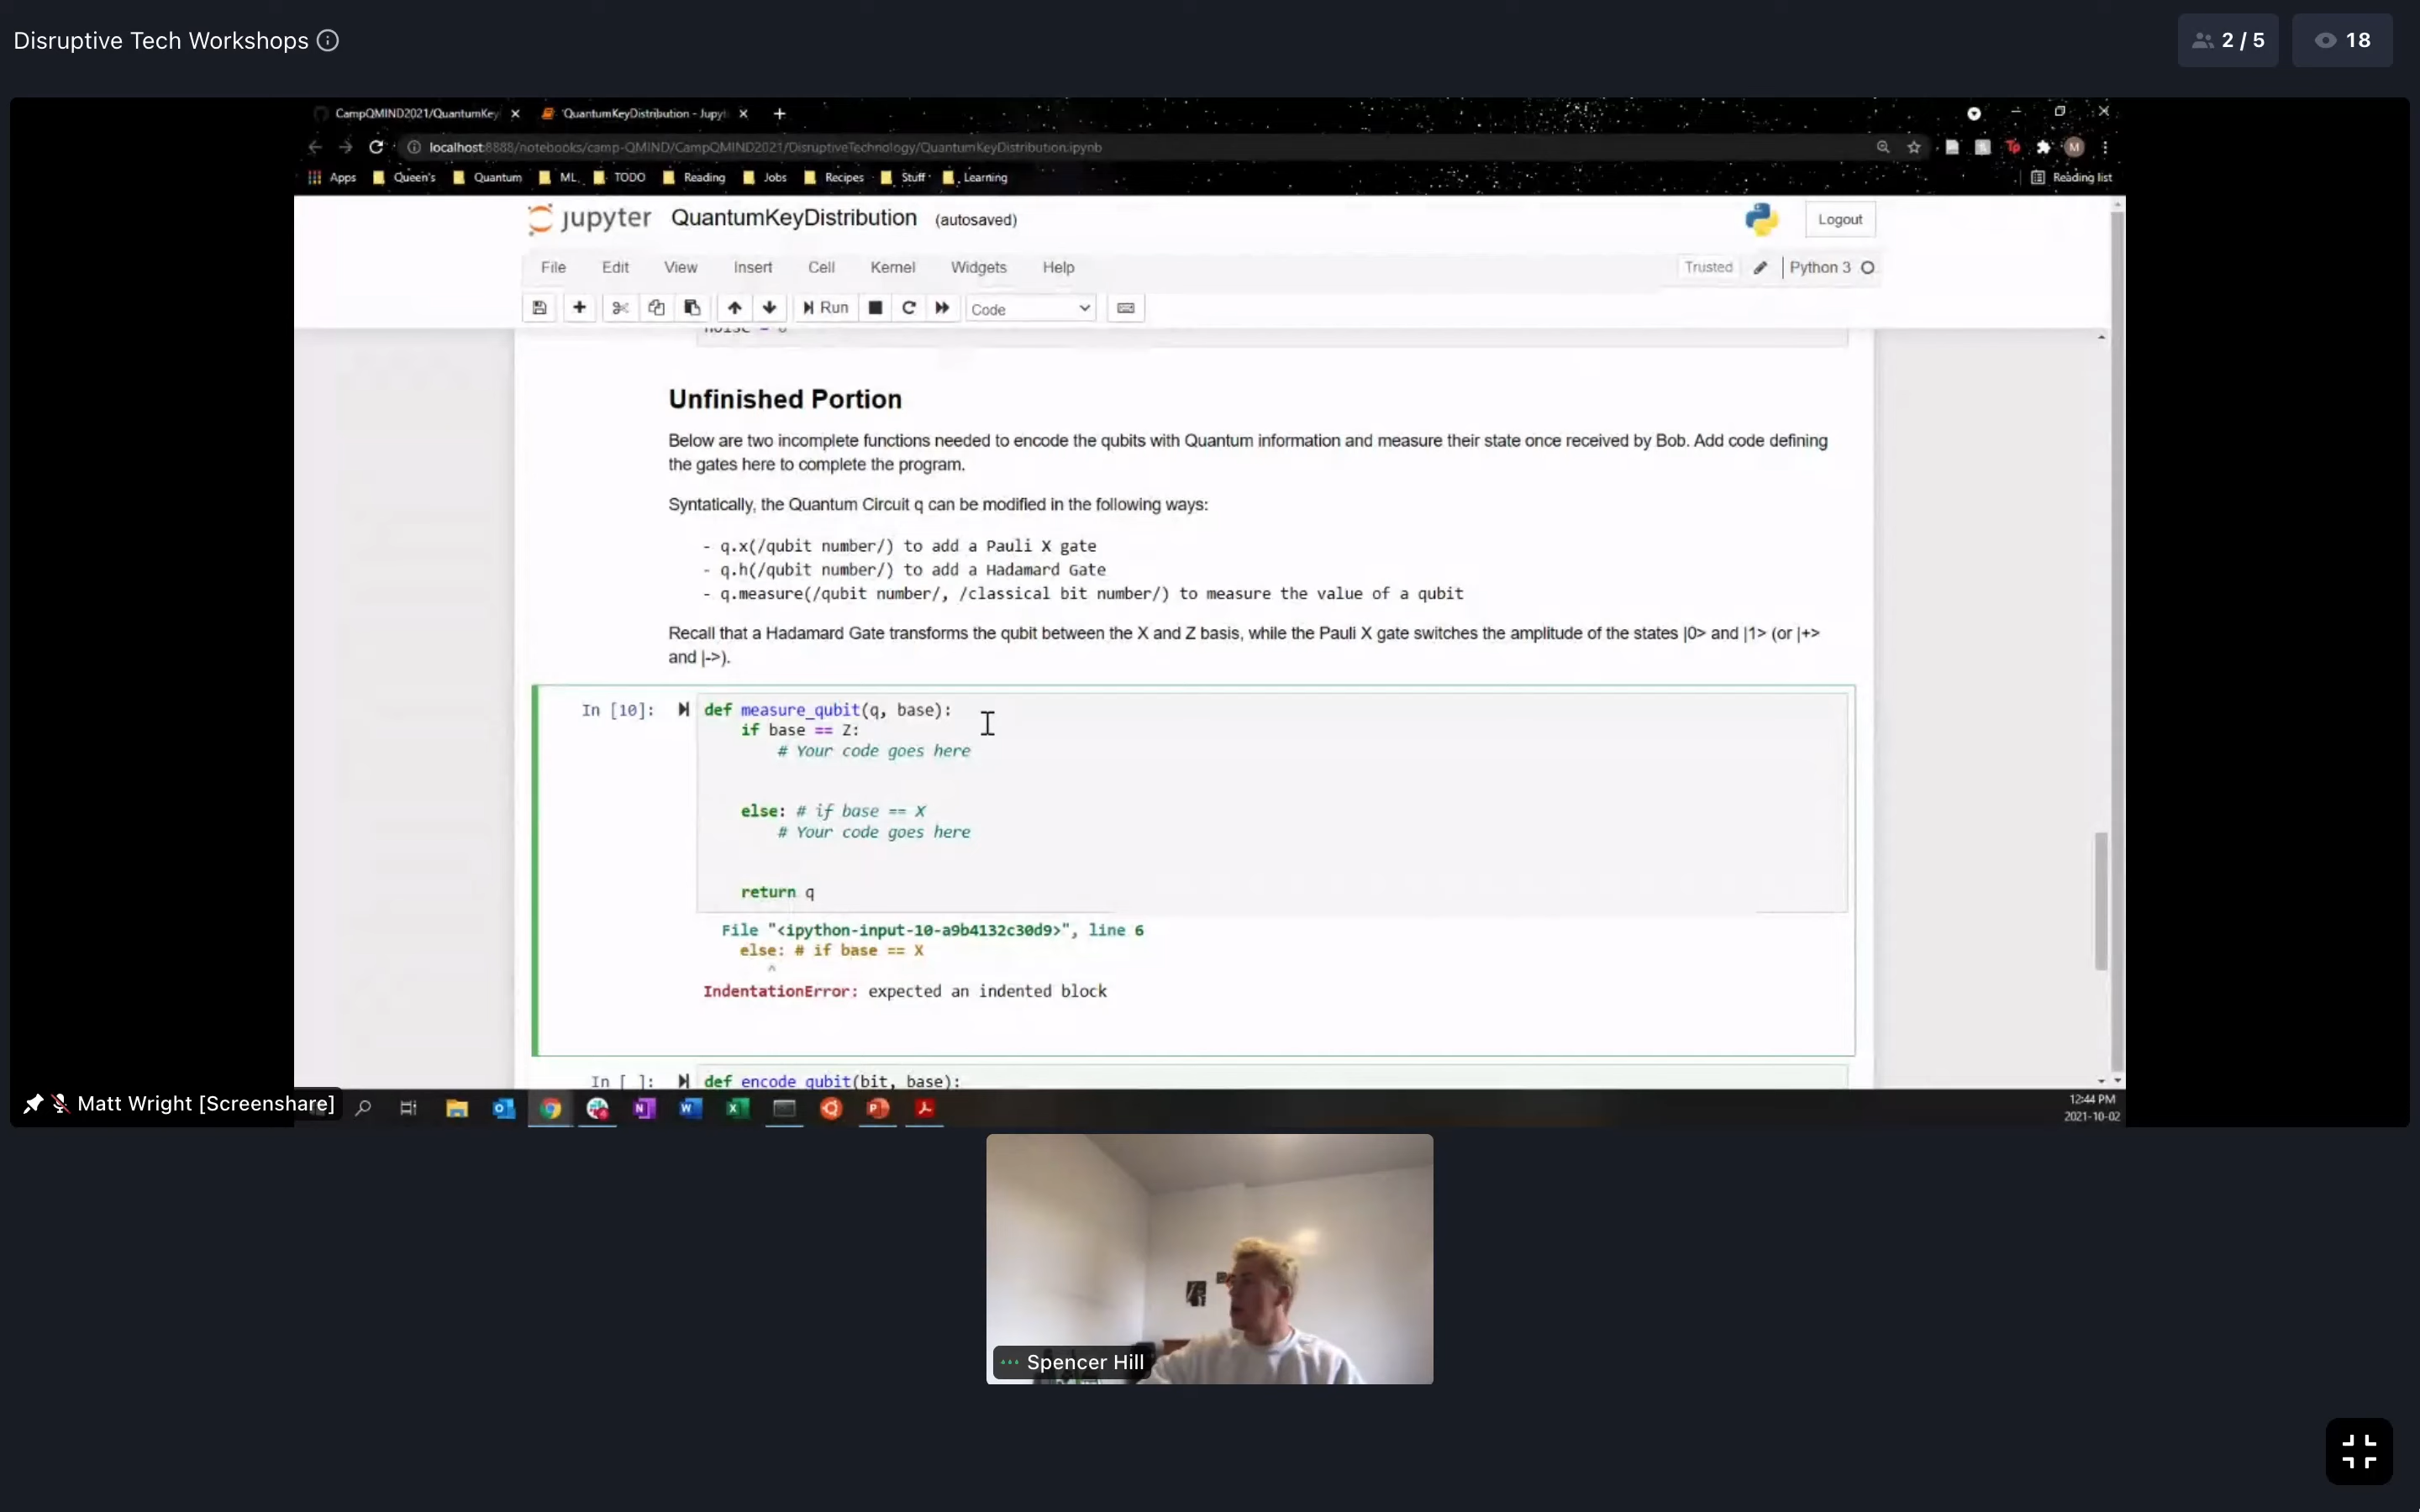 Disruptive Tech Workshops
2 / 5
18
CampQMIND2021/QuantumKey
QuantumKeyDistribution - Jupyt
localhost:8888/notebooks/camp-QMIND/CampQMIND2021/DisruptiveTechnology/QuantumKeyDistribution.ipynb
Apps Queen's Quantum ML TODO Reading Jobs Recipes Stuff Learning Reading list
jupyter QuantumKeyDistribution (autosaved) Logout
File Edit View Insert Cell Kernel Widgets Help Trusted Python 3
Run Code
noise = 0
Unfinished Portion
Below are two incomplete functions needed to encode the qubits with Quantum information and measure their state once received by Bob. Add code defining
the gates here to complete the program.
Syntatically, the Quantum Circuit q can be modified in the following ways:
- q.x(/qubit number/) to add a Pauli X gate
- q.h(/qubit number/) to add a Hadamard Gate
- q.measure(/qubit number/, /classical bit number/) to measure the value of a qubit
Recall that a Hadamard Gate transforms the qubit between the X and Z basis, while the Pauli X gate switches the amplitude of the states |0> and |1> (or |+>
and |->).
In [10]: def measure_qubit(q, base):
if base == Z:
# Your code goes here
else: # if base == X
# Your code goes here
return q
File "<ipython-input-10-a9b4132c30d9>", line 6
else: # if base == X
^
IndentationError: expected an indented block
In [ ]: def encode_qubit(bit, base):
Matt Wright [Screenshare]
12:44 PM
2021-10-02
Spencer Hill